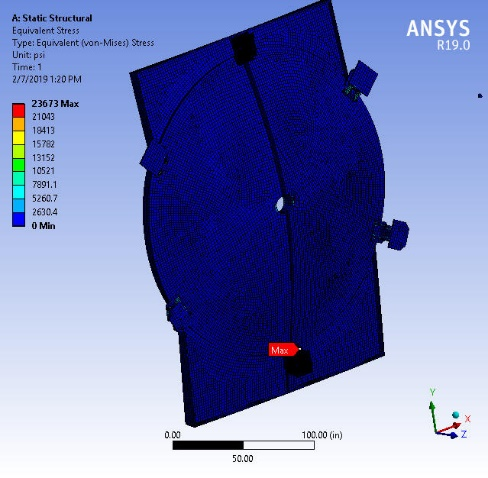 A: Static Structural
Equivalent Stress
Type: Equivalent (von-Mises) Stress
Unit: psi
Time: 1
2/7/2019 1:20 PM
ANSYS
R19.0
23673 Max
21043
18413
15782
13152
10521
7891.1
5260.7
2630.4
0 Min
Max
0.00
100.00 (in)
50.00
Y
X
Z